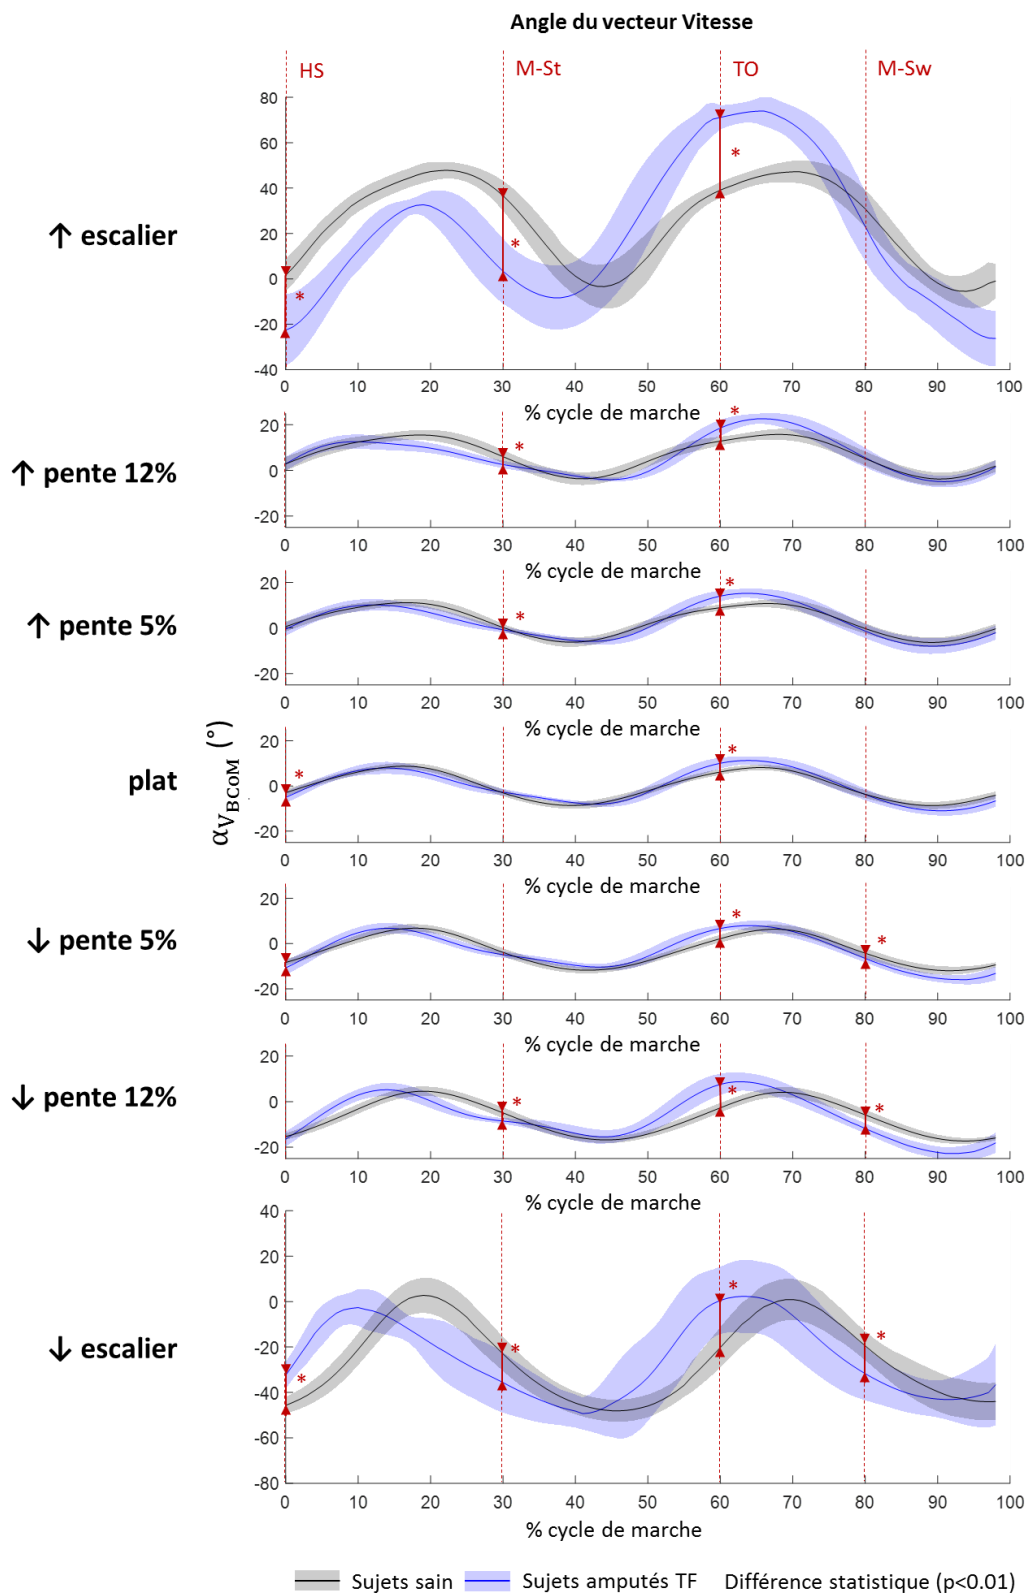 Angle du vecteur Vitesse
HS M-St TO M-Sw
80
60
40
20
0
-20
-40
↑ escalier
* * *
0 10 20 30 40 50 60 70 80 90 100
% cycle de marche
20
0
-20
↑ pente 12%
* *
0 10 20 30 40 50 60 70 80 90 100
% cycle de marche
20
0
-20
↑ pente 5%
* *
0 10 20 30 40 50 60 70 80 90 100
% cycle de marche
20
0
-20
plat
* *
αV_BCoM (°)
0 10 20 30 40 50 60 70 80 90 100
% cycle de marche
20
0
-20
↓ pente 5%
* *
0 10 20 30 40 50 60 70 80 90 100
% cycle de marche
20
0
-20
↓ pente 12%
* * *
0 10 20 30 40 50 60 70 80 90 100
% cycle de marche
40
20
0
-20
-40
-60
-80
↓ escalier
* * * *
0 10 20 30 40 50 60 70 80 90 100
% cycle de marche
Sujets sain Sujets amputés TF Différence statistique (p<0.01)